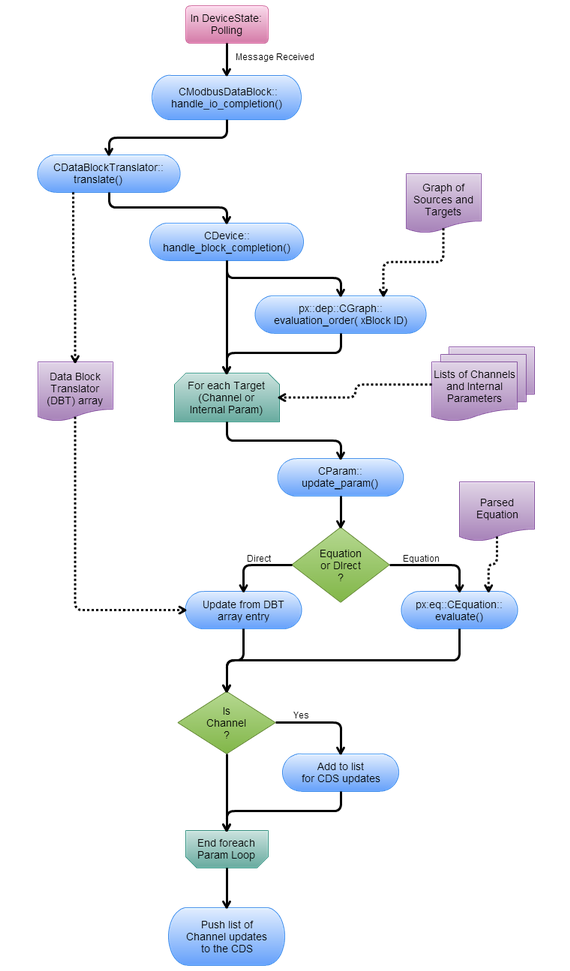 In DeviceState:
Polling
Message Received
CModbusDataBlock::
handle_io_completion()
CDataBlockTranslator::
translate()
Graph of
Sources and
Targets
CDevice::
handle_block_completion()
px::dep::CGraph::
evaluation_order( xBlock ID)
Data Block
Translator
(DBT) array
For each Target
(Channel or
Internal Param)
Lists of Channels
and Internal
Parameters
CParam::
update_param()
Parsed
Equation
Equation
or DIrect
?
Direct
Equation
Update from DBT
array entry
px:eq::CEquation::
evaluate()
Is
Channel
?
Yes
Add to list
for CDS updates
End foreach
Param Loop
Push list of
Channel updates
to the CDS